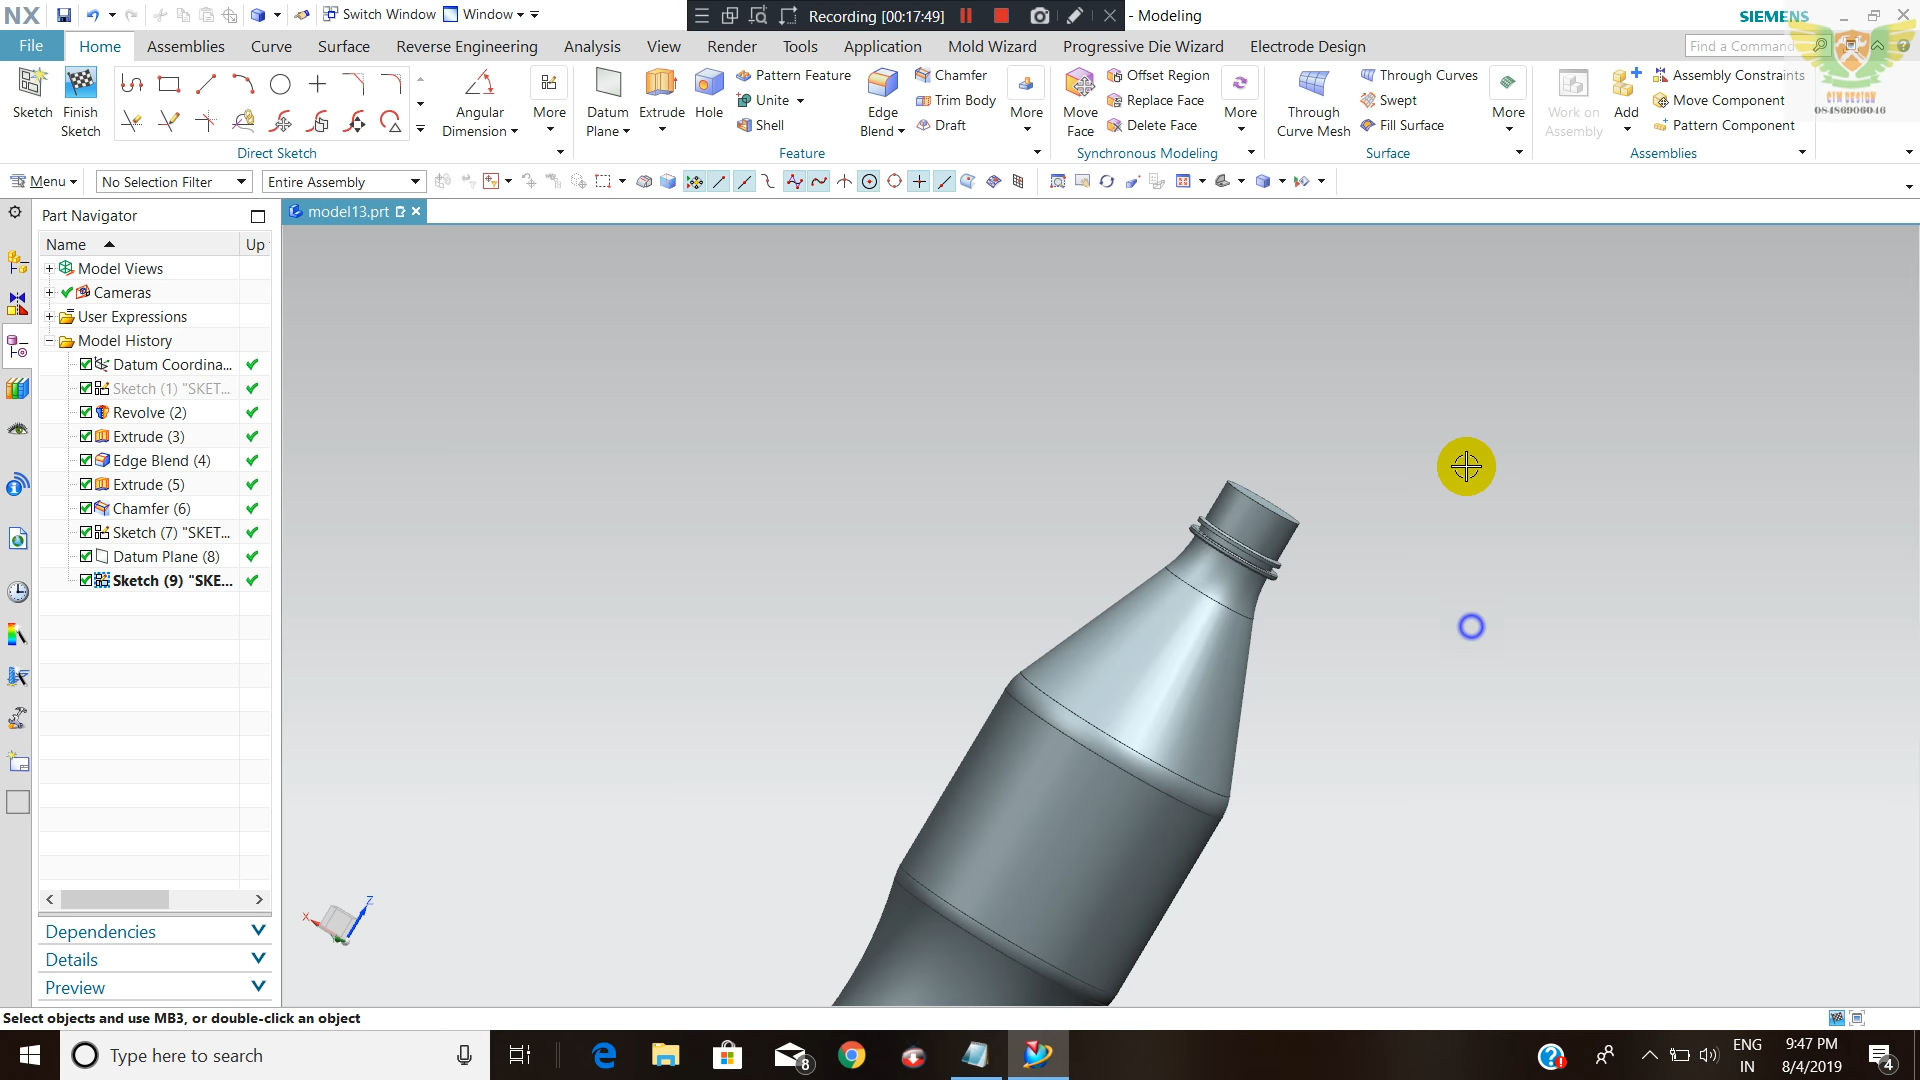 NX
Switch Window
Window
Recording [00:17:49]
- Modeling
SIEMENS
File
Home
Assemblies
Curve
Surface
Reverse Engineering
Analysis
View
Render
Tools
Application
Mold Wizard
Progressive Die Wizard
Electrode Design
Find a Command
Sketch
Finish
Sketch
Angular
Dimension
More
Direct Sketch
Datum
Plane
Extrude
Hole
Pattern Feature
Unite
Shell
Edge
Blend
Chamfer
Trim Body
Draft
More
Feature
Move
Face
Offset Region
Replace Face
Delete Face
More
Synchronous Modeling
Through
Curve Mesh
Through Curves
Swept
Fill Surface
More
Surface
Work on
Assembly
Add
Assembly Constraints
Move Component
Pattern Component
Assemblies
CTM DESIGN
08486906046
Menu
No Selection Filter
Entire Assembly
Part Navigator
model13.prt
Name
Up
Model Views
Cameras
User Expressions
Model History
Datum Coordina...
Sketch (1) "SKET...
Revolve (2)
Extrude (3)
Edge Blend (4)
Extrude (5)
Chamfer (6)
Sketch (7) "SKET...
Datum Plane (8)
Sketch (9) "SKE...
Dependencies
Details
Preview
X
Z
Select objects and use MB3, or double-click an object
Type here to search
8
ENG
IN
9:47 PM
8/4/2019
4